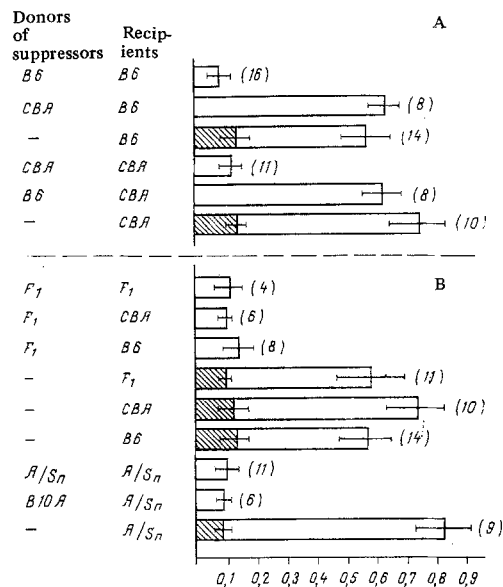 Donors of suppressors Recipients A
B6 B6 (16)
CBA B6 (8)
— B6 (14)
CBA CBA (11)
B6 CBA (8)
— CBA (10)
B
F1 F1 (4)
F1 CBA (6)
F1 B6 (8)
— F1 (11)
— CBA (10)
— B6 (14)
A/Sn A/Sn (11)
B10A A/Sn (6)
— A/Sn (9)
0,1 0,2 0,3 0,4 0,5 0,6 0,7 0,8 0,9